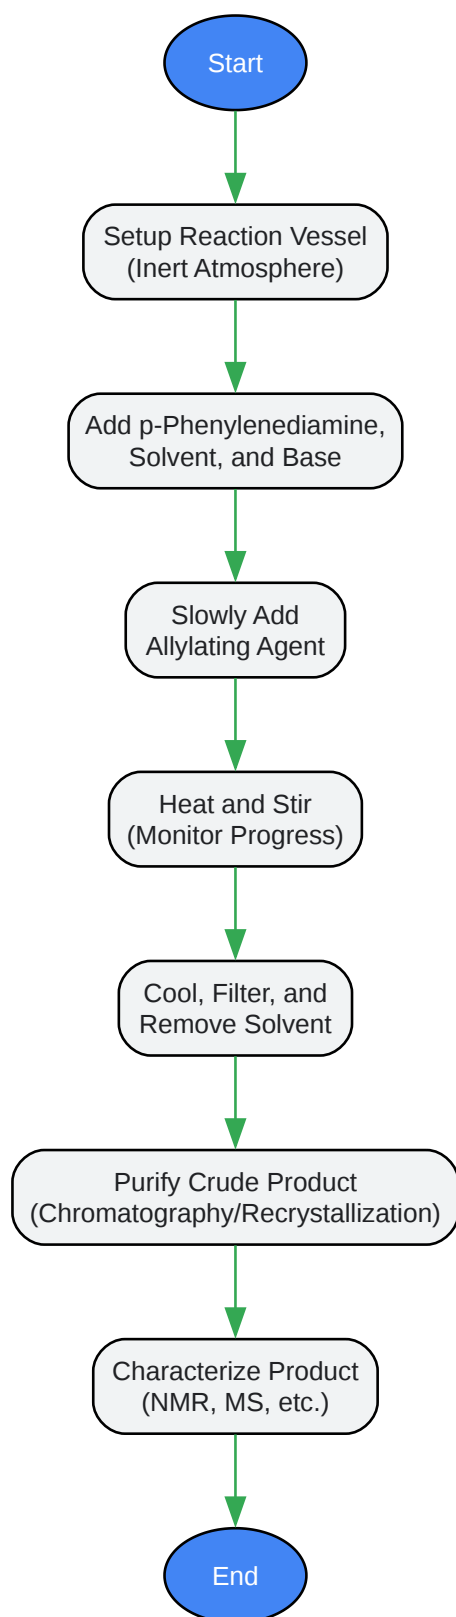 Start
Setup Reaction Vessel
(Inert Atmosphere)
Add p-Phenylenediamine,
Solvent, and Base
Slowly Add
Allylating Agent
Heat and Stir
(Monitor Progress)
Cool, Filter, and
Remove Solvent
Purify Crude Product
(Chromatography/Recrystallization)
Characterize Product
(NMR, MS, etc.)
End